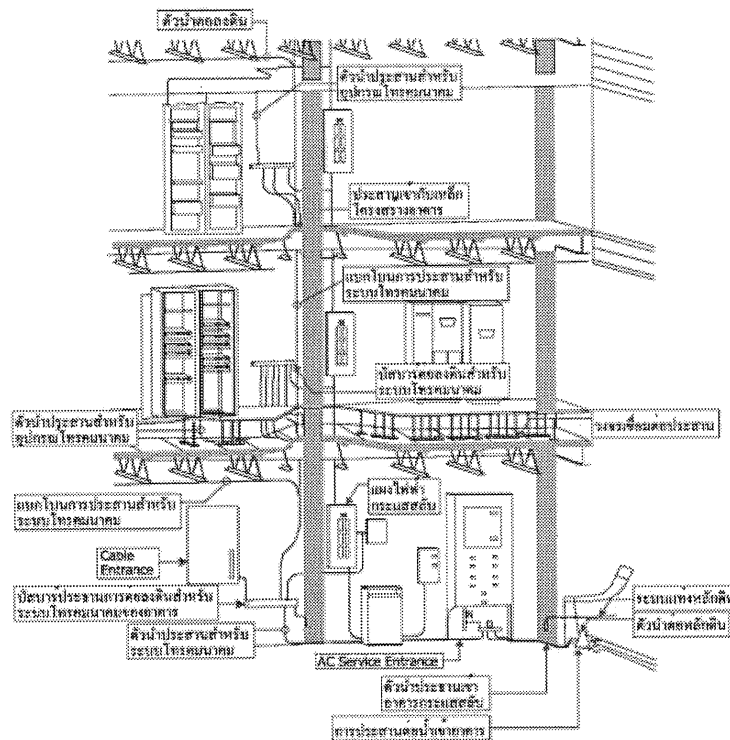 ตัวนำต่อลงดิน
ตัวนำประสานสำหรับ
อุปกรณ์โทรคมนาคม
ประสานเข้ากับเหล็ก
โครงสร้างอาคาร
แบกโบนการประสานสำหรับ
ระบบโทรคมนาคม
บัสบาร์ต่อลงดินสำหรับ
ระบบโทรคมนาคม
ตัวนำประสานสำหรับ
อุปกรณ์โทรคมนาคม
วงจรเชื่อมต่อประสาน
แบกโบนการประสานสำหรับ
ระบบโทรคมนาคม
แผงไฟฟ้า
กระแสสลับ
Cable
Entrance
บัสบาร์ประธานการต่อลงดินสำหรับ
ระบบโทรคมนาคมของอาคาร
ระบบแท่งหลักดิน
ตัวนำต่อหลักดิน
ตัวนำประสานสำหรับ
ระบบโทรคมนาคม
N
G
AC Service Entrance
ตัวนำประธานเข้า
อาคารกระแสสลับ
การประสานท่อน้ำเข้าอาคาร